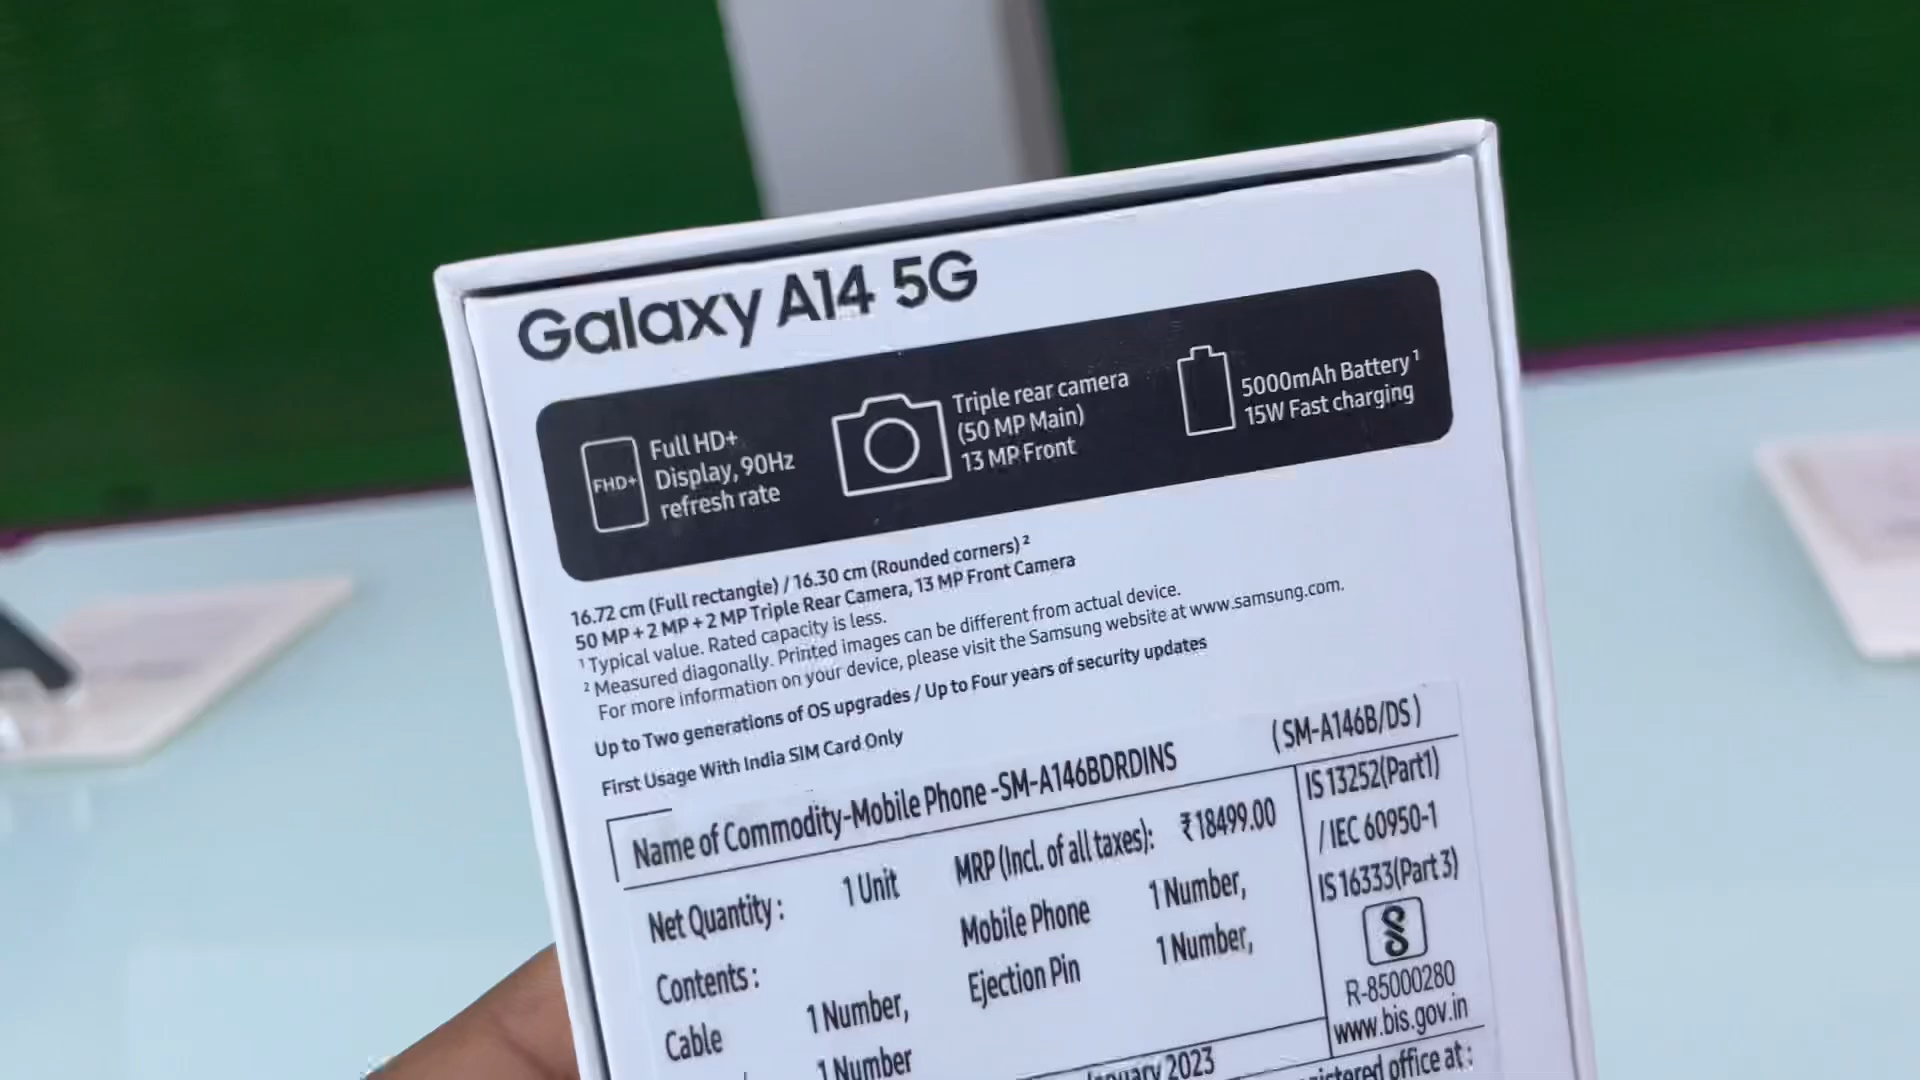 Galaxy A14 5G
FHD+
Full HD+
Display, 90Hz
refresh rate
Triple rear camera
(50 MP Main)
13 MP Front
5000mAh Battery ¹
15W Fast charging
16.72 cm (Full rectangle) / 16.30 cm (Rounded corners) ²
50 MP + 2 MP + 2 MP Triple Rear Camera, 13 MP Front Camera
¹ Typical value. Rated capacity is less.
² Measured diagonally. Printed images can be different from actual device.
For more information on your device, please visit the Samsung website at www.samsung.com.
Up to Two generations of OS upgrades / Up to Four years of security updates
First Usage With India SIM Card Only
Name of Commodity-Mobile Phone -SM-A146BDRDINS
( SM-A146B/DS )
Net Quantity : 1 Unit
MRP (Incl. of all taxes): ₹18499.00
Contents :
Mobile Phone 1 Number,
Cable 1 Number,
Ejection Pin 1 Number,
1 Number
IS 13252(Part1)
/ IEC 60950-1
IS 16333(Part 3)
R-85000280
www.bis.gov.in
2023
office at :